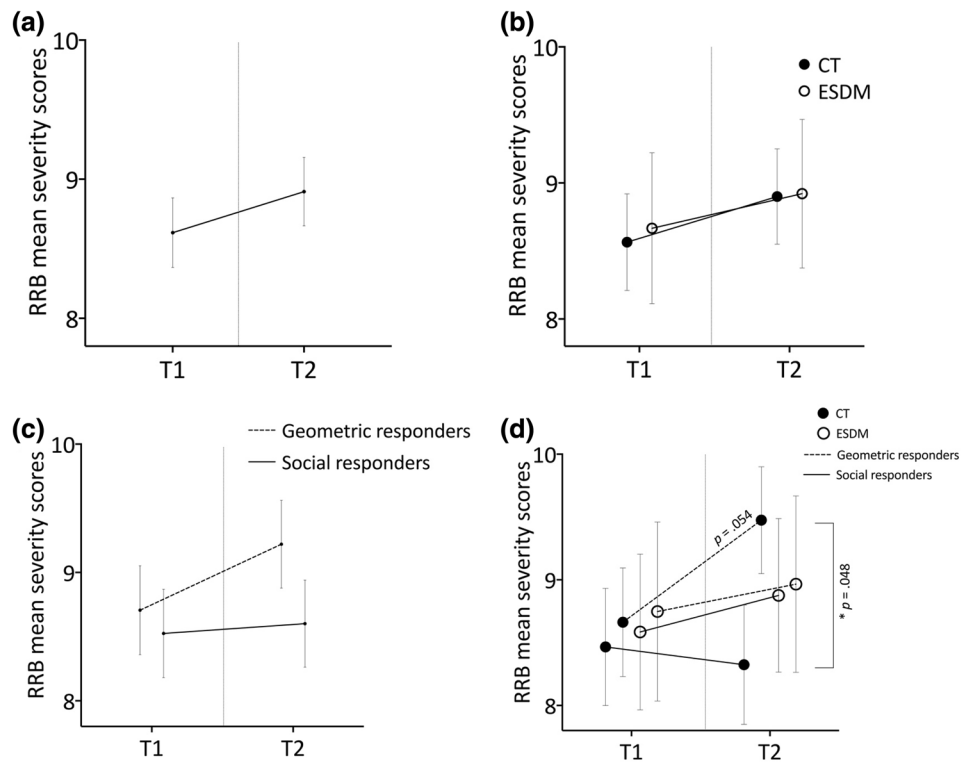 (a)
RRB mean severity scores
10
9
8
T1 T2
(b)
RRB mean severity scores
10
9
8
CT
ESDM
T1 T2
(c)
RRB mean severity scores
10
9
8
Geometric responders
Social responders
T1 T2
(d)
RRB mean severity scores
10
9
8
CT
ESDM
Geometric responders
Social responders
p = .054
* p = .048
T1 T2